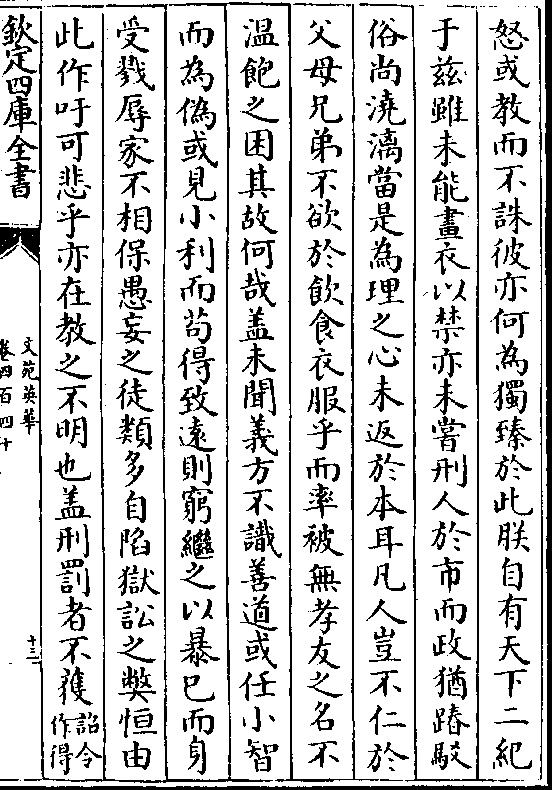 怒或教而不誅彼亦何為獨臻於此朕自有天下二紀
于兹雖未能畫衣以禁亦未嘗刑人於市而政猶踳駮
俗尚澆漓當是為理之心未返於本耳凡人豈不仁於
父母兄弟不欲於飲食衣服乎而率被無孝友之名不
温飽之困其故何哉盖未聞義方不識善道或任小智
而為偽或見小利而苟得致逺則窮繼之以暴已而身
受戮辱家不相保愚妄之徒類多自陷獄訟之弊恒由
此作吁可悲乎亦在教之不明也盖刑罰者不獲詔令作得
欽定四庫全書
文苑英華
卷四百四十
十三